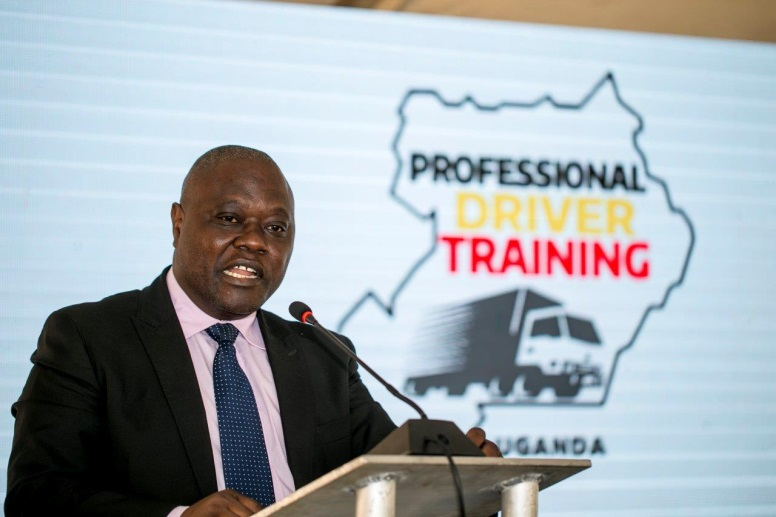 PROFESSIONAL
DRIVER
TRAINING
UGANDA